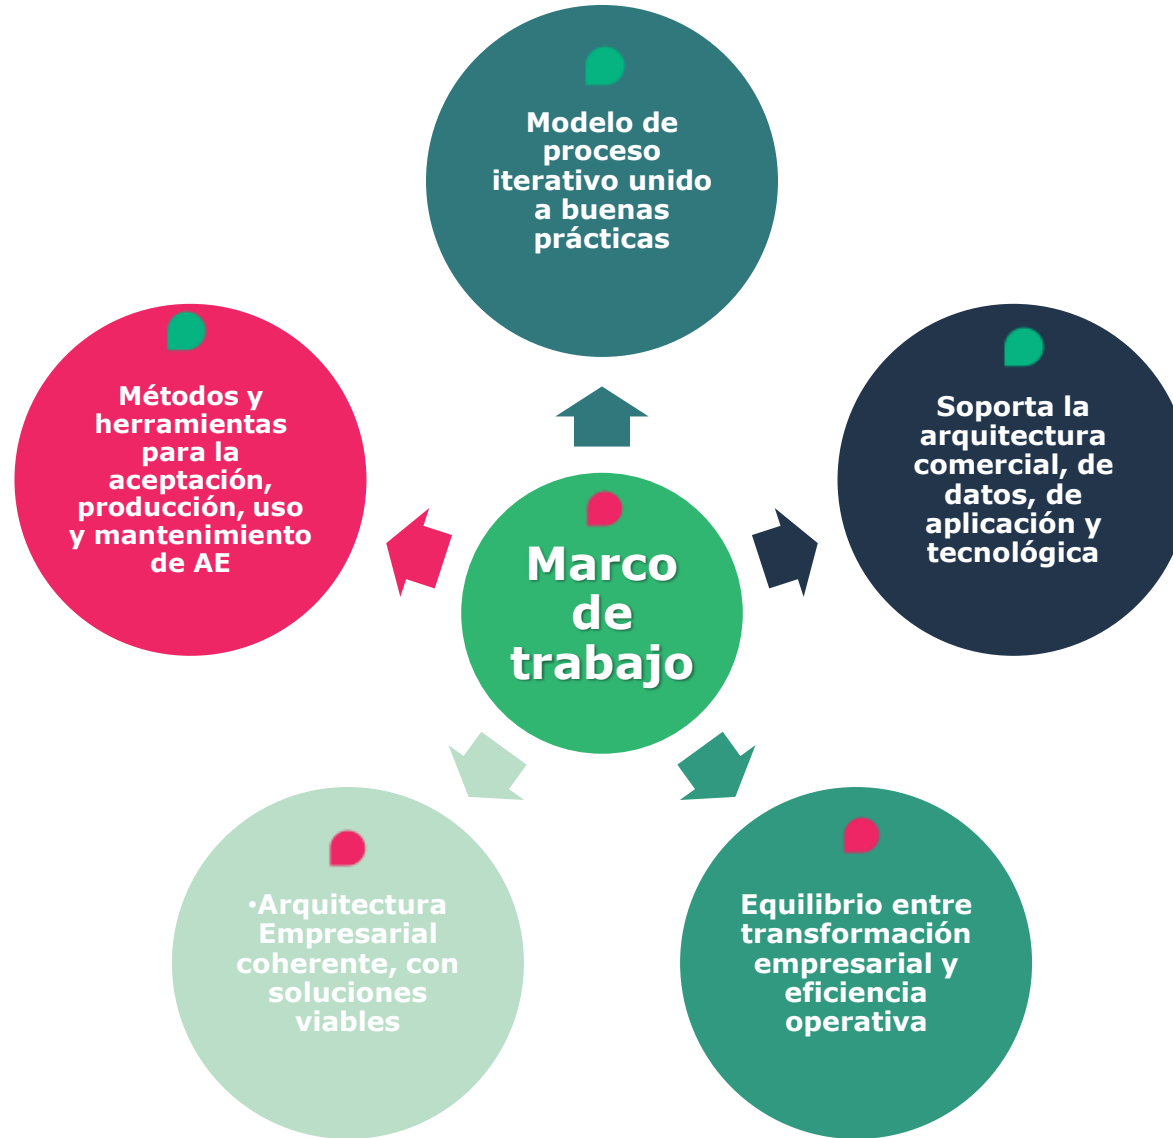 Modelo de
proceso
iterativo unido
a buenas
prácticas
Métodos y
herramientas
para la
aceptación,
producción, uso
y mantenimiento
de AE
Soporta la
arquitectura
comercial, de
datos, de
aplicación y
tecnológica
Marco
de
trabajo
•Arquitectura
Empresarial
coherente, con
soluciones
viables
Equilibrio entre
transformación
empresarial y
eficiencia
operativa